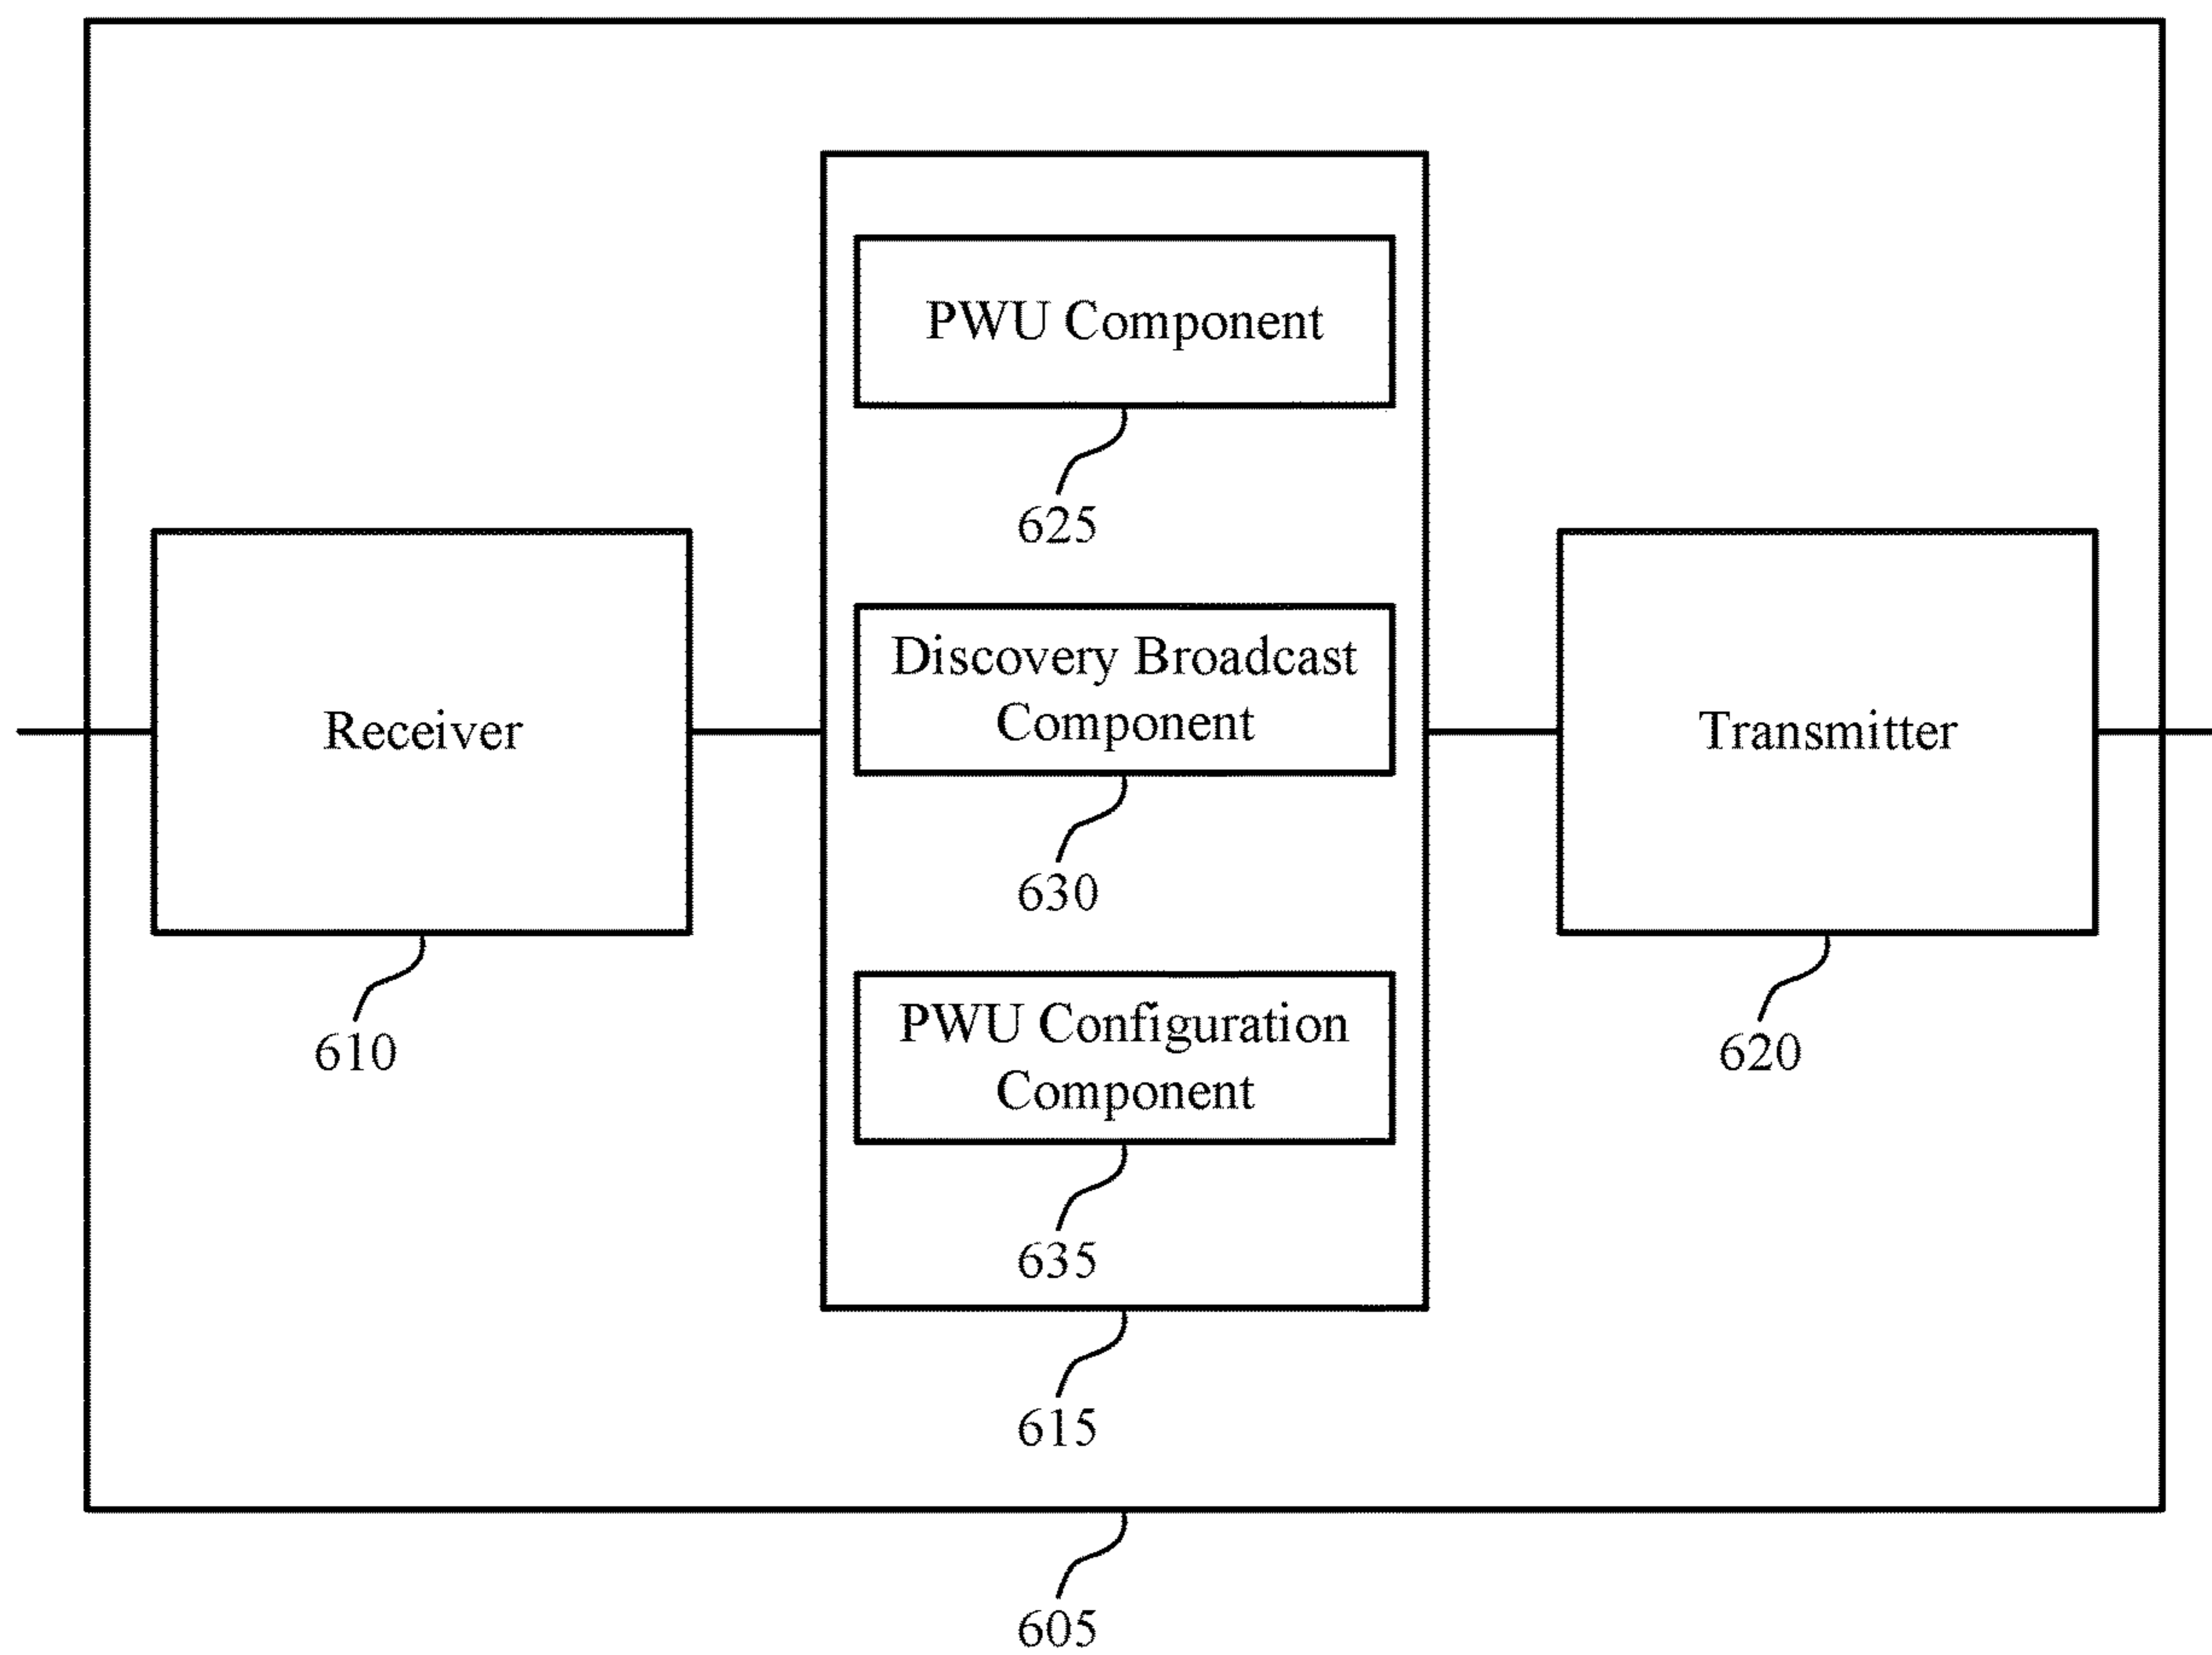 PWU Component
625
Discovery Broadcast
Component
630
Receiver
610
Transmitter
620
PWU Configuration
Component
635
615
605